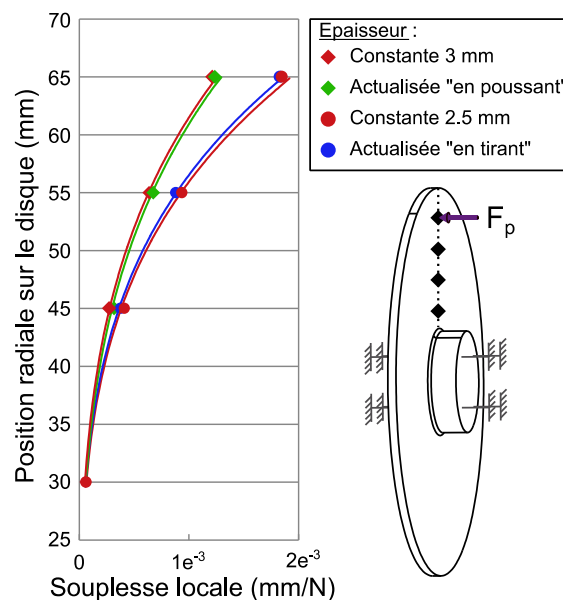 Epaisseur :
Constante 3 mm
Actualisée "en poussant"
Constante 2.5 mm
Actualisée "en tirant"
Position radiale sur le disque (mm)
70
65
60
55
50
45
40
35
30
25
0
1e-3
2e-3
Souplesse locale (mm/N)
Fp